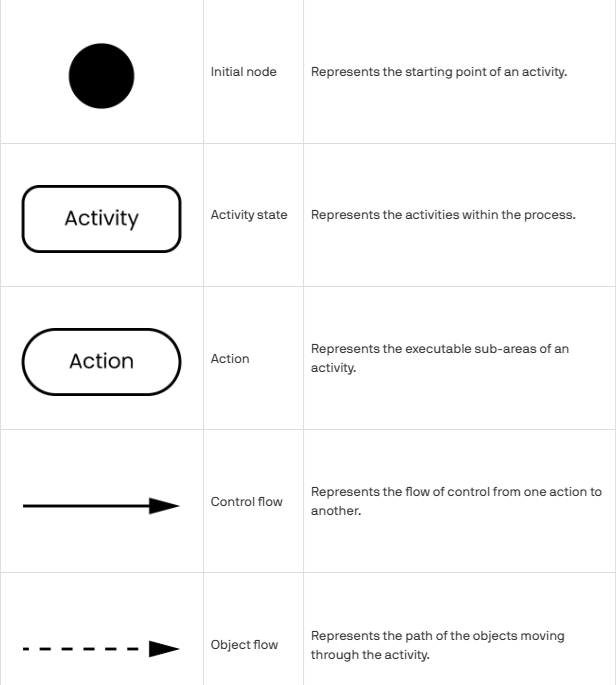 Initial node
Represents the starting point of an activity.
Activity
Activity state
Represents the activities within the process.
Action
Action
Represents the executable sub-areas of an
activity.
Control flow
Represents the flow of control from one action to
another.
Object flow
Represents the path of the objects moving
through the activity.